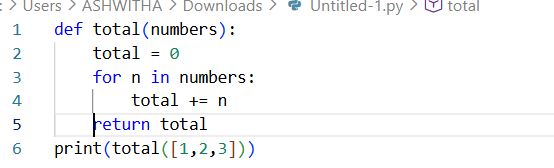 : > Users > ASHWITHA > Downloads > Untitled-1.py > total
1 def total(numbers):
2     total = 0
3     for n in numbers:
4         total += n
5     return total
6 print(total([1,2,3]))